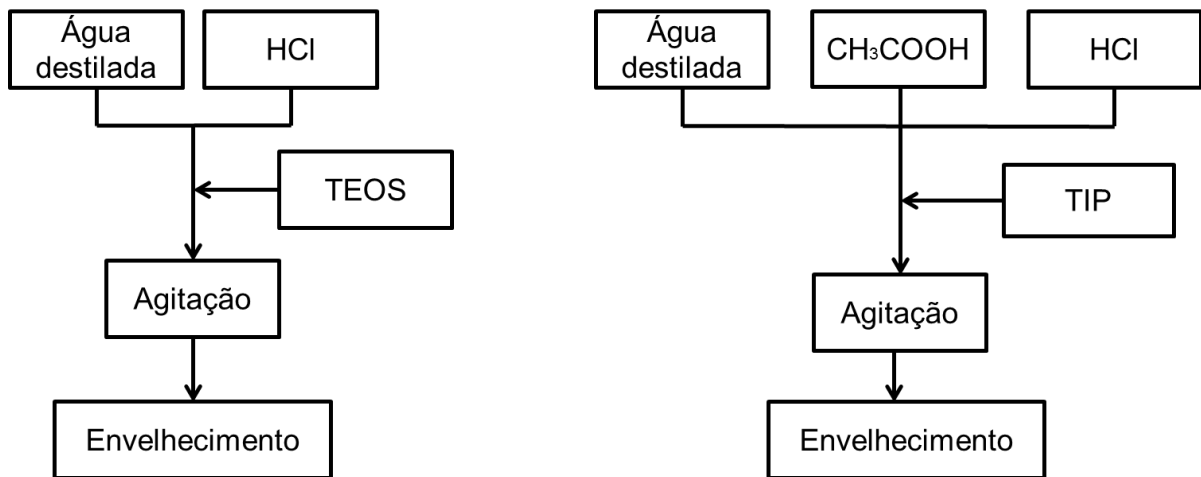 Água
destilada
HCl
TEOS
Agitação
Envelhecimento
Água
destilada
CH₃COOH
HCl
TIP
Agitação
Envelhecimento